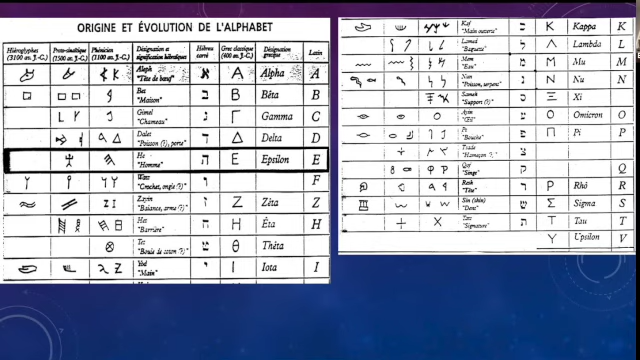 ORIGINE ET ÉVOLUTION DE L'ALPHABET
Hiéroglyphes (3100 an. J.-C.) Proto-sinaïtique (1500 an. J.-C.) Phénicien (1100 an. J.-C.) Désignation et signification hébraïques Hébreu carré Grec classique (400 an. J.-C.) Désignation grecque Latin
Aleph "Tête de bœuf" א A Alpha A
Bet "Maison" ב B Bêta B
Gimel "Chameau" Γ Gamma C
Dalet "Poisson (?), porte" ד Δ Delta D
He "Homme" ה E Epsilon E
Waw "Crochet, ongle (?)" ו F
Zayin "Balance, arme (?)" Z Zêta Z
Het "Barrière" H Êta H
Tet "Boule de coton (?)" θ Thêta
Yod "Main" י I Iota I
Kaf "Main ouverte" K Kappa K
Lamed "Baguette" Λ Lambda L
Mem "Eau" M Mu M
Nun "Poisson, serpent" N Nu N
Samek "Support (?)" Ξ Xi
Ayin "Œil" O Omicron O
Pe "Bouche" Π Pi P
Tsade "Hameçon ?"
Qof "Singe" ק Q
Resh "Tête" ר P Rhô R
Sin (shin) "Dent" ש Σ Sigma S
Taw "Signature" ת T Tau T
Y Upsilon V